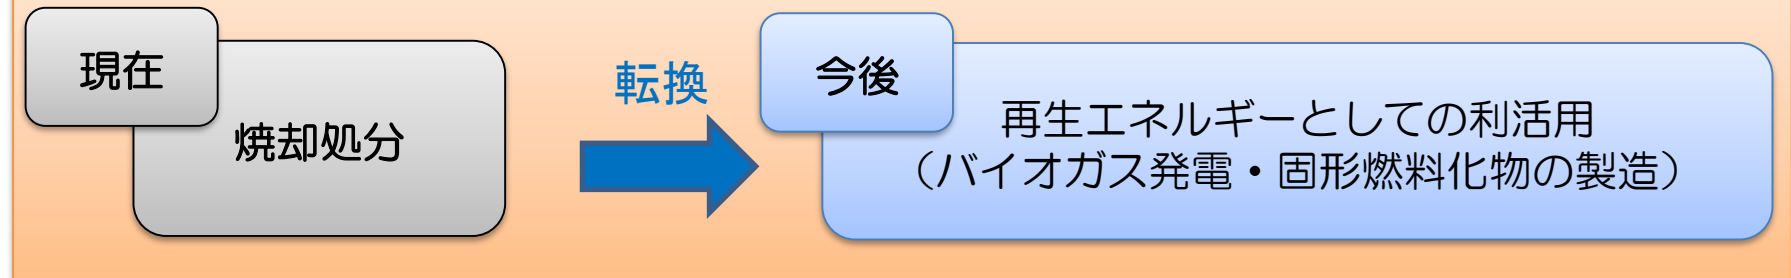 現在
焼却処分
転換
今後
再生エネルギーとしての利活用
（バイオガス発電・固形燃料化物の製造）